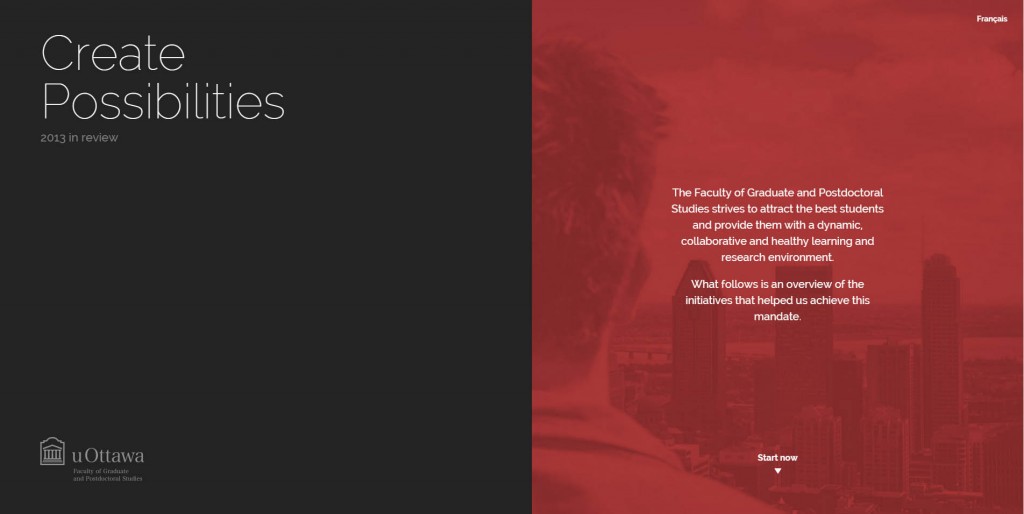 Create
Possibilities
2013 in review
uOttawa
Faculty of Graduate
and Postdoctoral Studies
Français
The Faculty of Graduate and Postdoctoral
Studies strives to attract the best students
and provide them with a dynamic,
collaborative and healthy learning and
research environment.
What follows is an overview of the
initiatives that helped us achieve this
mandate.
Start now